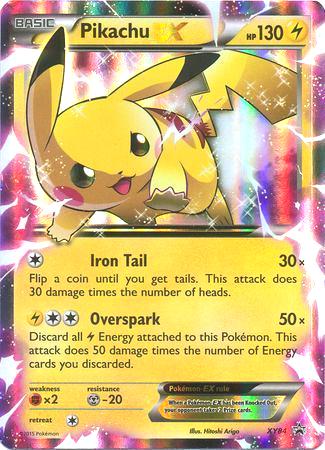 BASIC Pikachu EX HP 130
Iron Tail 30×
Flip a coin until you get tails. This attack does
30 damage times the number of heads.
Overspark 50×
Discard all Energy attached to this Pokémon. This
attack does 50 damage times the number of Energy
cards you discarded.
weakness resistance
×2 -20
retreat
Pokémon-EX rule
When a Pokémon-EX has been Knocked Out,
your opponent takes 2 Prize cards.
©2015 Pokémon Illus. Hitoshi Ariga XY84